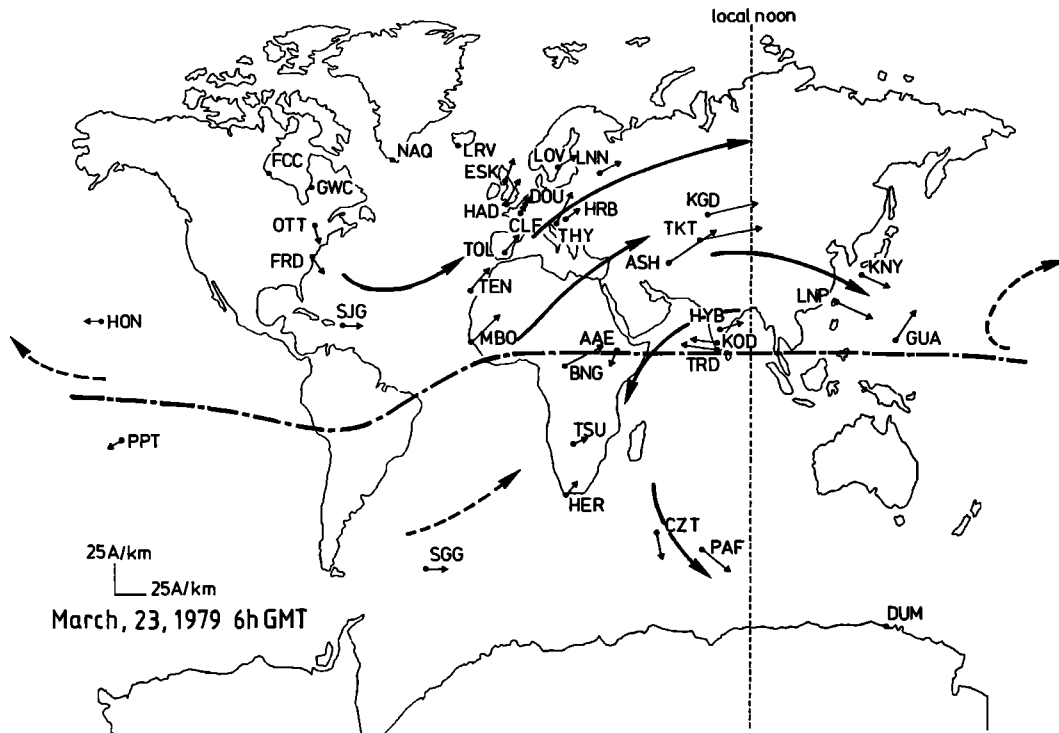 local noon
NAQ
LRV
ESK
LOV
LNN
FCC
GWC
HAD
DOU
HRB
KGD
OTT
CLF
THY
TKT
TOL
FRD
ASH
KNY
TEN
LNP
SJG
HON
HYB
MBO
AAE
KOD
GUA
TRD
BNG
PPT
TSU
HER
CZT
PAF
SGG
25A/km
25A/km
March, 23, 1979 6h GMT
DUM